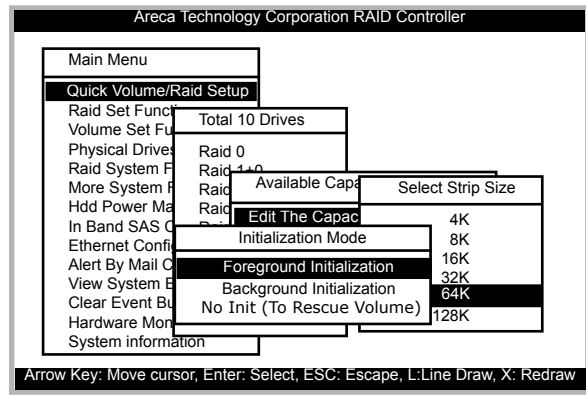 Areca Technology Corporation RAID Controller
Main Menu
Quick Volume/Raid Setup
Raid Set Func
Volume Set Fu
Physical Drive
Raid System F
More System F
Hdd Power Ma
In Band SAS C
Ethernet Confi
Alert By Mail C
View System E
Clear Event Bu
Hardware Mon
System information
Total 10 Drives
Raid 0
Raid 1+0
Raid
Raid
Available Capa
Edit The Capac
Select Strip Size
4K
8K
16K
32K
64K
128K
Initialization Mode
Foreground Initialization
Background Initialization
No Init (To Rescue Volume)
Arrow Key: Move cursor, Enter: Select, ESC: Escape, L:Line Draw, X: Redraw